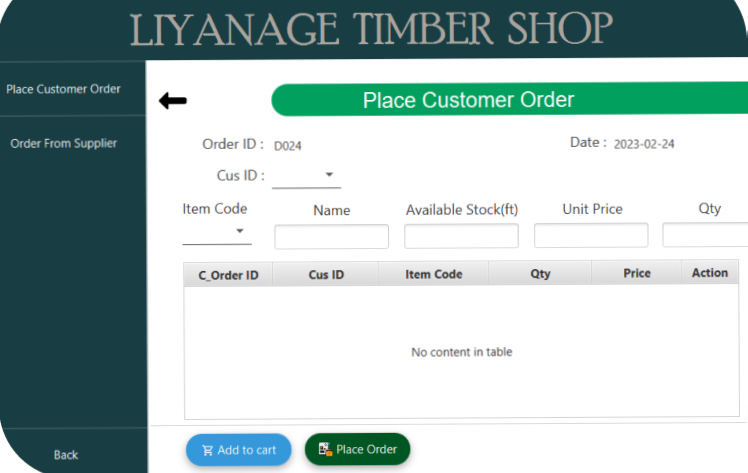 LIYANAGE TIMBER SHOP
Place Customer Order
Order From Supplier
Back
Place Customer Order
Order ID : D024
Date : 2023-02-24
Cus ID :
Item Code Name Available Stock(ft) Unit Price Qty
C_Order ID Cus ID Item Code Qty Price Action
No content in table
Add to cart Place Order